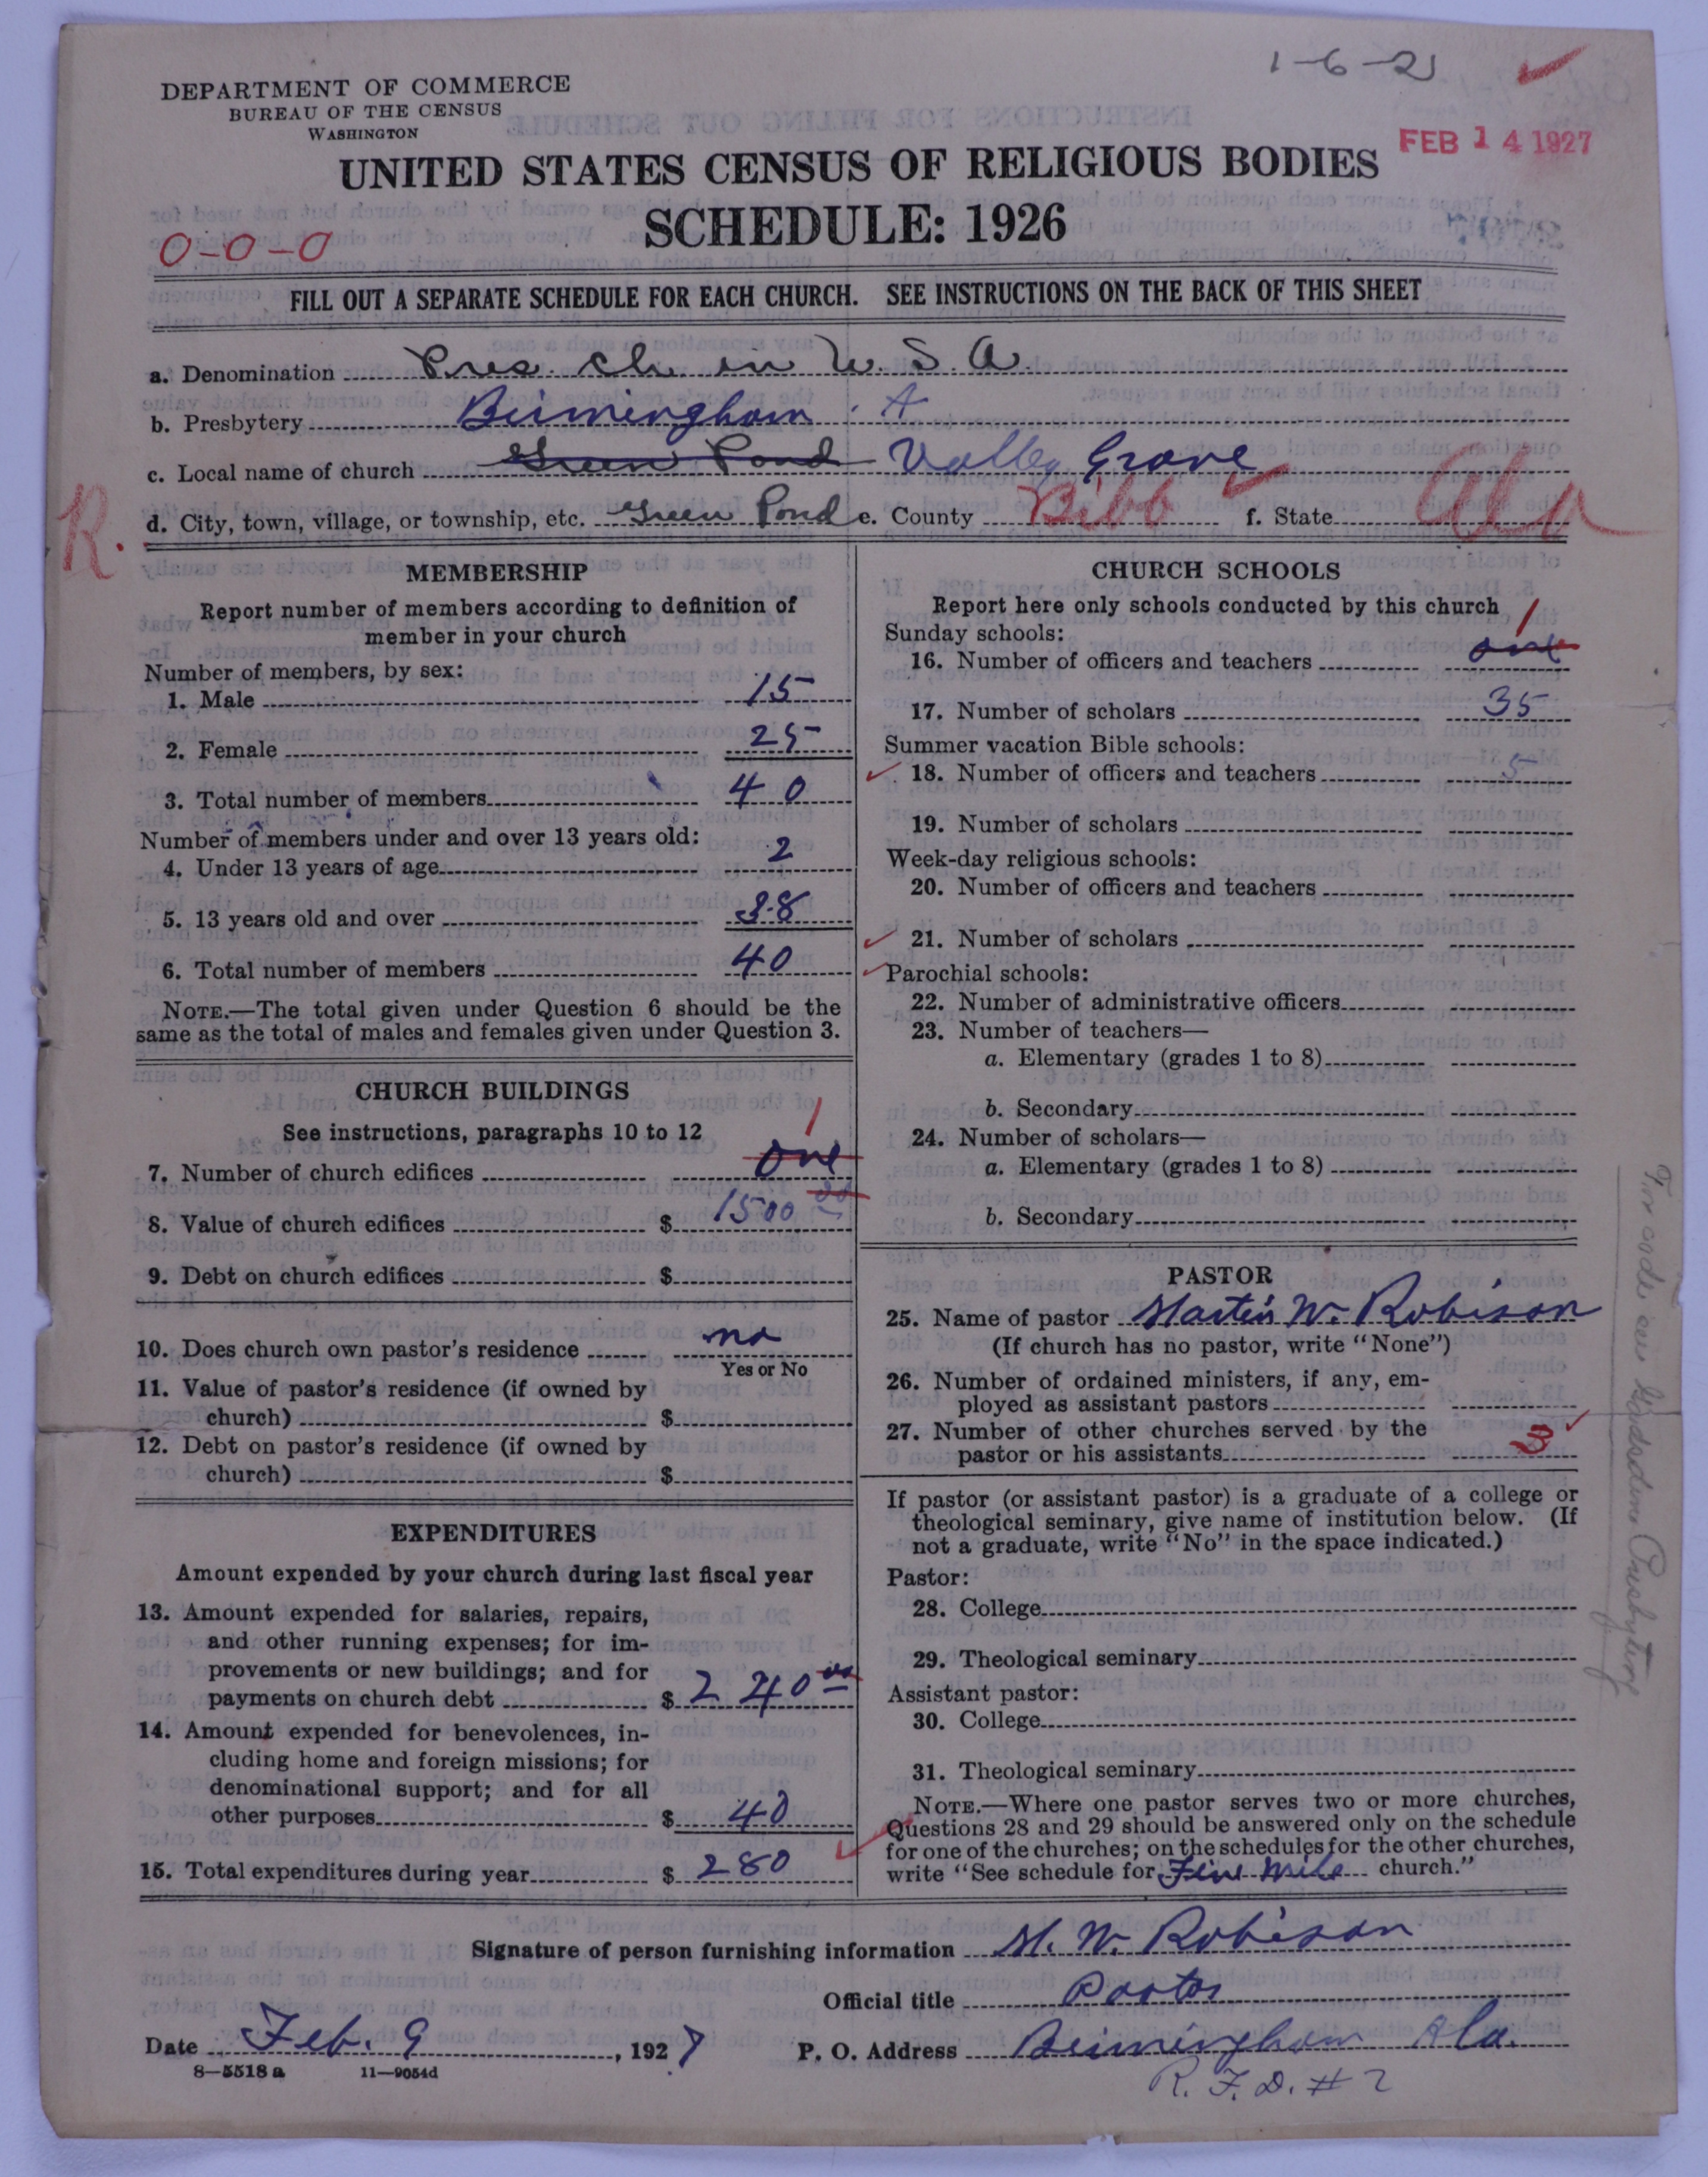 1-6-21
DEPARTMENT OF COMMERCE
BUREAU OF THE CENSUS
WASHINGTON
FEB 14 1927
UNITED STATES CENSUS OF RELIGIOUS BODIES
SCHEDULE: 1926
0-0-0
FILL OUT A SEPARATE SCHEDULE FOR EACH CHURCH. SEE INSTRUCTIONS ON THE BACK OF THIS SHEET
a. Denomination Pres. Ch. in U.S.A.
b. Presbytery Birmingham A
c. Local name of church Green Pond Valley Grove
R. d. City, town, village, or township, etc. Green Pond e. County Bibb f. State Ala
MEMBERSHIP
Report number of members according to definition of
member in your church
Number of members, by sex:
1. Male 15
2. Female 25
3. Total number of members 40
Number of members under and over 13 years old:
4. Under 13 years of age 2
5. 13 years old and over 38
6. Total number of members 40
NOTE.—The total given under Question 6 should be the
same as the total of males and females given under Question 3.
CHURCH BUILDINGS
See instructions, paragraphs 10 to 12
1
7. Number of church edifices one
8. Value of church edifices $ 1500 00
9. Debt on church edifices $
10. Does church own pastor's residence no
Yes or No
11. Value of pastor's residence (if owned by
church) $
12. Debt on pastor's residence (if owned by
church) $
EXPENDITURES
Amount expended by your church during last fiscal year
13. Amount expended for salaries, repairs,
and other running expenses; for im-
provements or new buildings; and for
payments on church debt $ 240 00
14. Amount expended for benevolences, in-
cluding home and foreign missions; for
denominational support; and for all
other purposes $ 40
15. Total expenditures during year $ 280
CHURCH SCHOOLS
Report here only schools conducted by this church
Sunday schools: 1
16. Number of officers and teachers one
17. Number of scholars 35
Summer vacation Bible schools:
18. Number of officers and teachers 5
19. Number of scholars
Week-day religious schools:
20. Number of officers and teachers
21. Number of scholars
Parochial schools:
22. Number of administrative officers
23. Number of teachers—
a. Elementary (grades 1 to 8)
b. Secondary
24. Number of scholars—
a. Elementary (grades 1 to 8)
b. Secondary
PASTOR
25. Name of pastor Martin W. Robison
(If church has no pastor, write "None")
26. Number of ordained ministers, if any, em-
ployed as assistant pastors
27. Number of other churches served by the
pastor or his assistants 3
If pastor (or assistant pastor) is a graduate of a college or
theological seminary, give name of institution below. (If
not a graduate, write "No" in the space indicated.)
Pastor:
28. College
29. Theological seminary
Assistant pastor:
30. College
31. Theological seminary
NOTE.—Where one pastor serves two or more churches,
Questions 28 and 29 should be answered only on the schedule
for one of the churches; on the schedules for the other churches,
write "See schedule for Five Mile church."
Signature of person furnishing information M. W. Robison
Official title Pastor
Date Feb. 9, 1927 P. O. Address Birmingham Ala.
8—5518 a 11—9054d
R. F. D. # 2
Presbytery